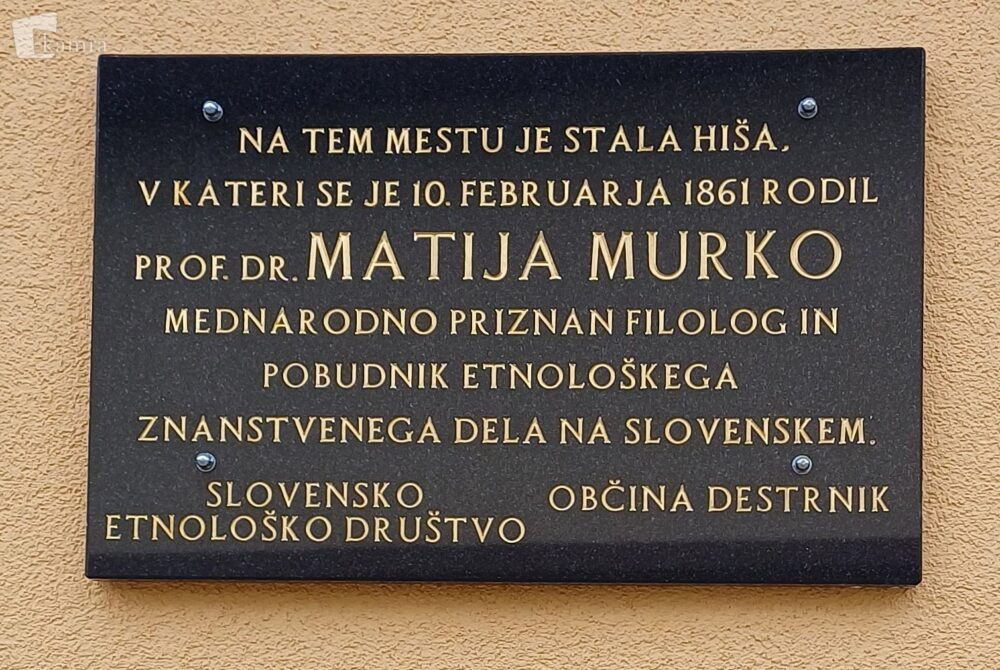 kamra
NA TEM MESTU JE STALA HIŠA,
V KATERI SE JE 10. FEBRUARJA 1861 RODIL
PROF. DR. MATIJA MURKO
MEDNARODNO PRIZNAN FILOLOG IN
POBUDNIK ETNOLOŠKEGA
ZNANSTVENEGA DELA NA SLOVENSKEM.
SLOVENSKO
ETNOLOŠKO DRUŠTVO
OBČINA DESTRNIK